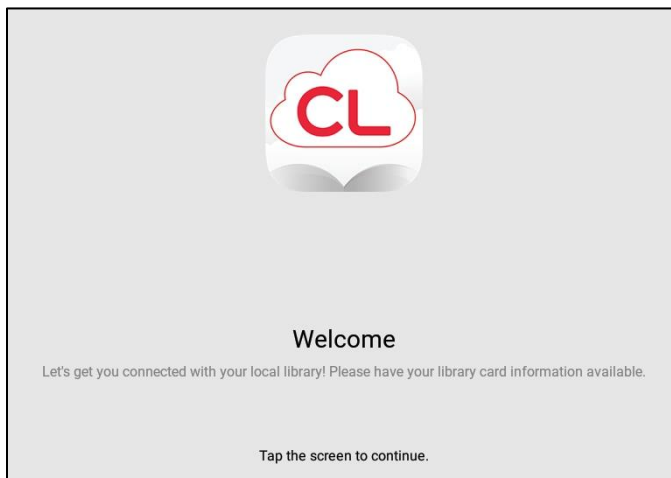 CL
Welcome
Let's get you connected with your local library! Please have your library card information available.
Tap the screen to continue.